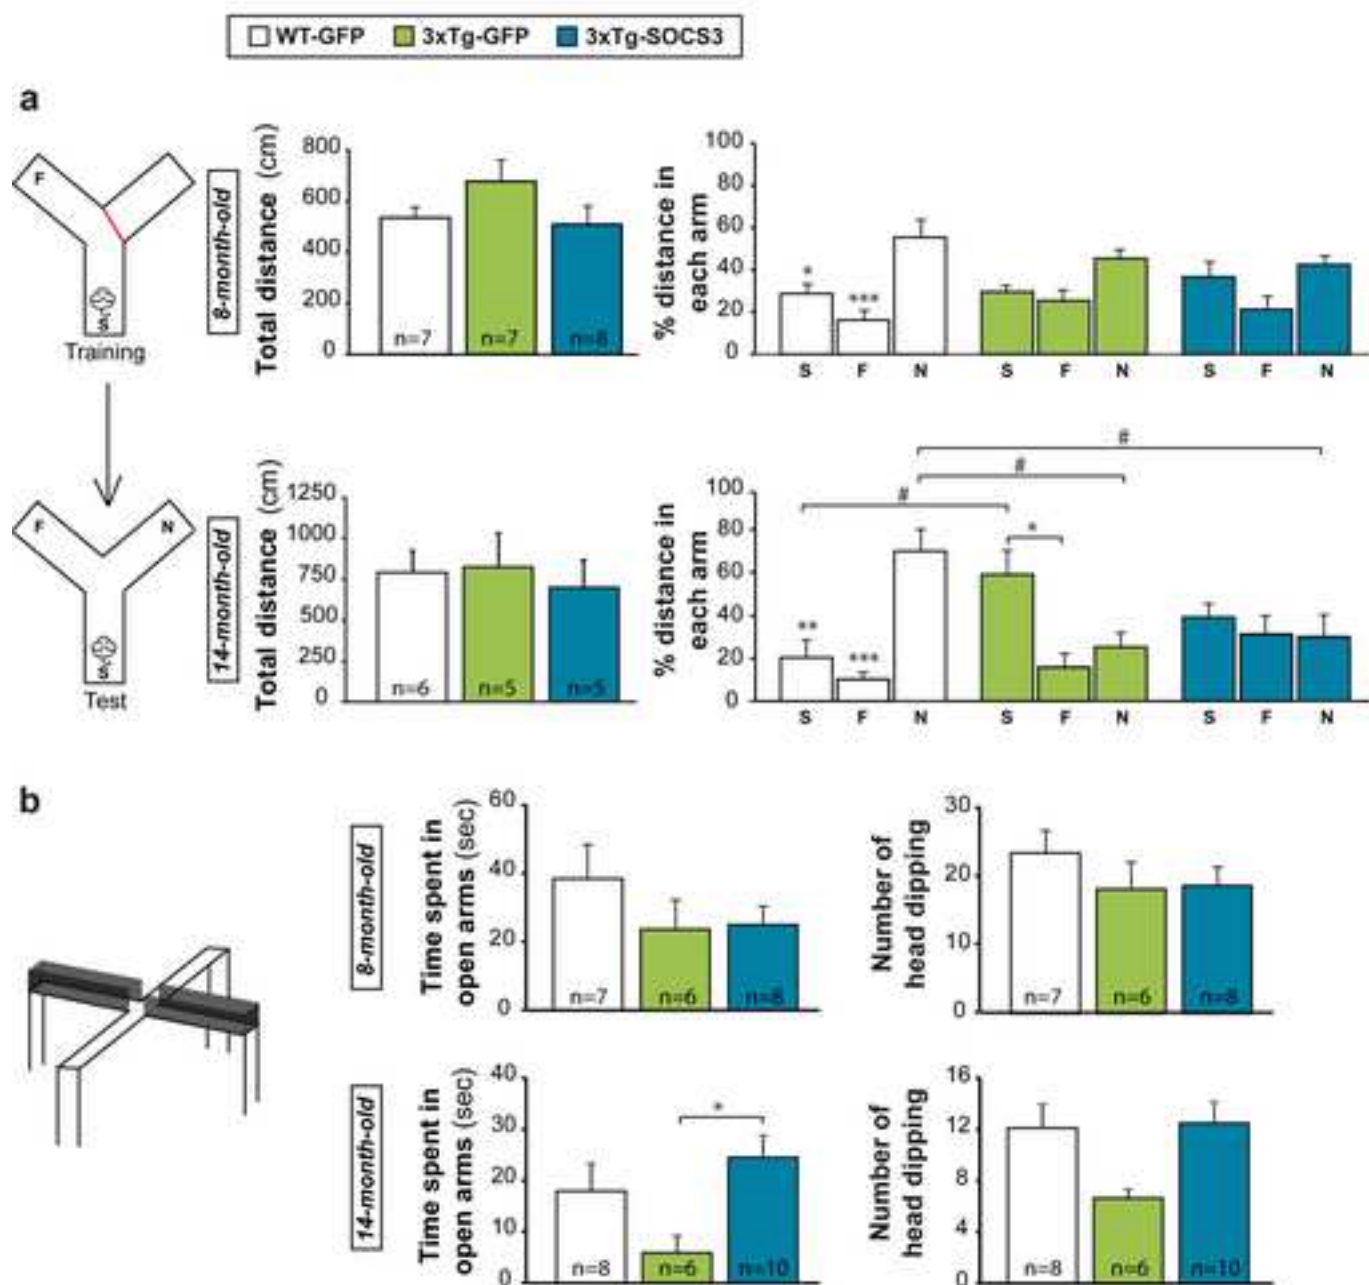 WT-GFP 3xTg-GFP 3xTg-SOCS3
a
F
S
Training
8-month-old
Total distance (cm)
800
600
400
200
0
n=7 n=7 n=8
% distance in
each arm
100
80
60
40
20
0
* ***
S F N S F N S F N
F N
S
Test
14-month-old
Total distance (cm)
1250
1000
750
500
250
0
n=6 n=5 n=5
% distance in
each arm
100
80
60
40
20
0
#
#
#
*
** ***
S F N S F N S F N
b
8-month-old
Time spent in
open arms (sec)
60
40
20
0
n=7 n=6 n=8
Number of
head dipping
30
20
10
0
n=7 n=6 n=8
14-month-old
Time spent in
open arms (sec)
40
30
20
10
0
*
n=8 n=6 n=10
Number of
head dipping
16
12
8
4
0
n=8 n=6 n=10